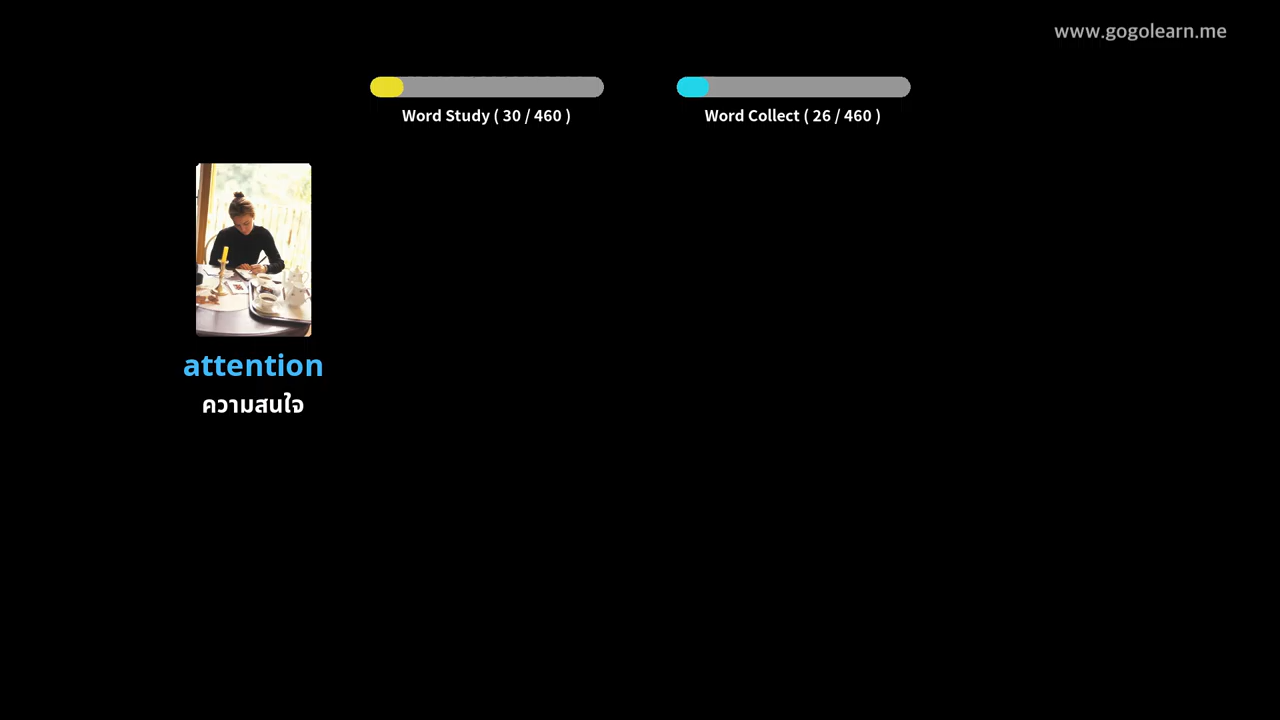 www.gogolearn.me
Word Study ( 30 / 460 )
Word Collect ( 26 / 460 )
attention
ความสนใจ